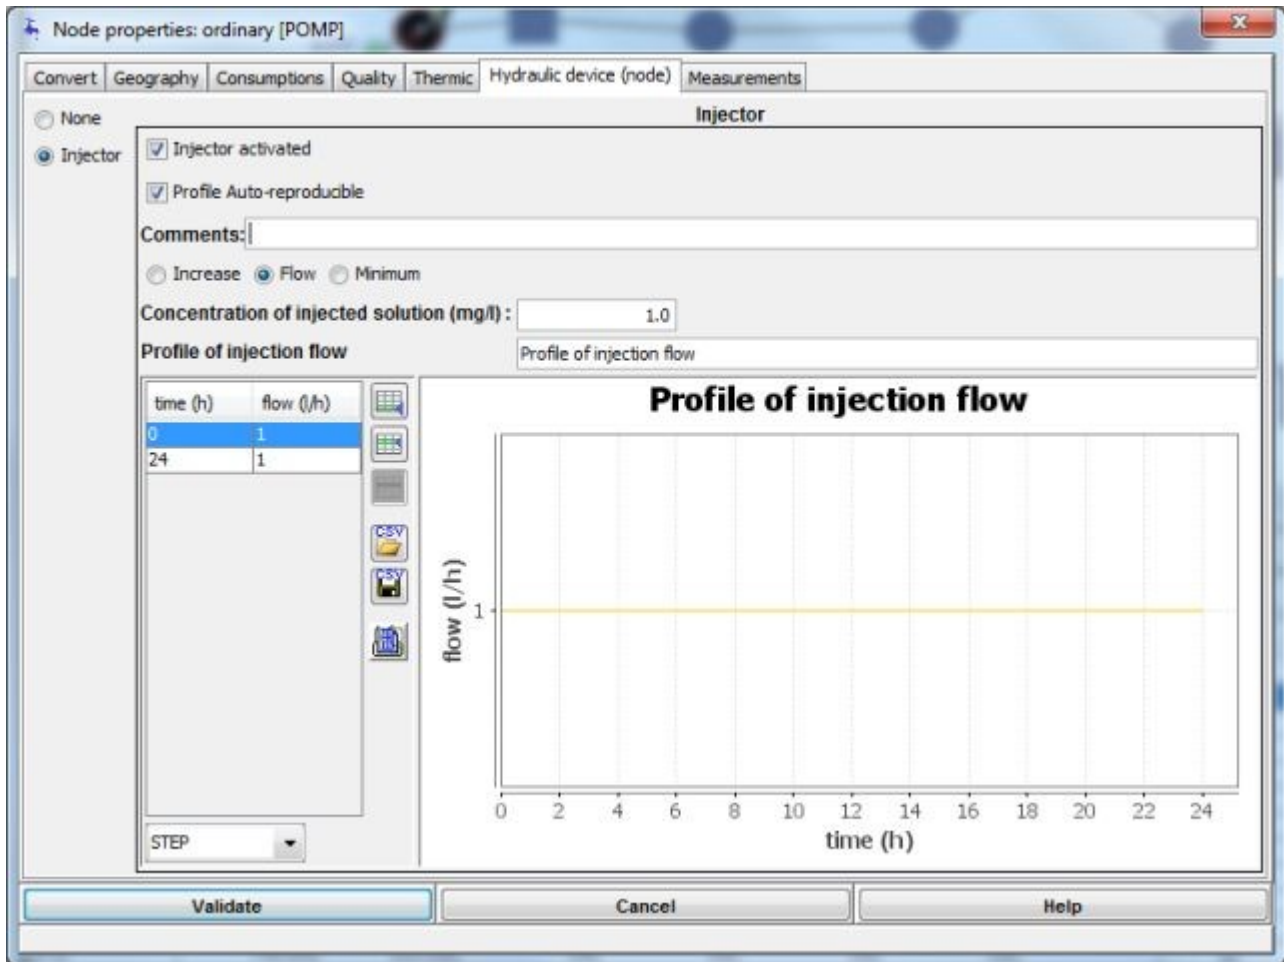 Node properties: ordinary [POMP]
Convert Geography Consumptions Quality Thermic Hydraulic device (node) Measurements
None
Injector
Injector
Injector activated
Profile Auto-reproducible
Comments:
Increase Flow Minimum
Concentration of injected solution (mg/l) : 1.0
Profile of injection flow Profile of injection flow
time (h) flow (l/h)
0 1
24 1
CSV
CSV
STEP
Profile of injection flow
flow (l/h)
1
0 2 4 6 8 10 12 14 16 18 20 22 24
time (h)
Validate Cancel Help